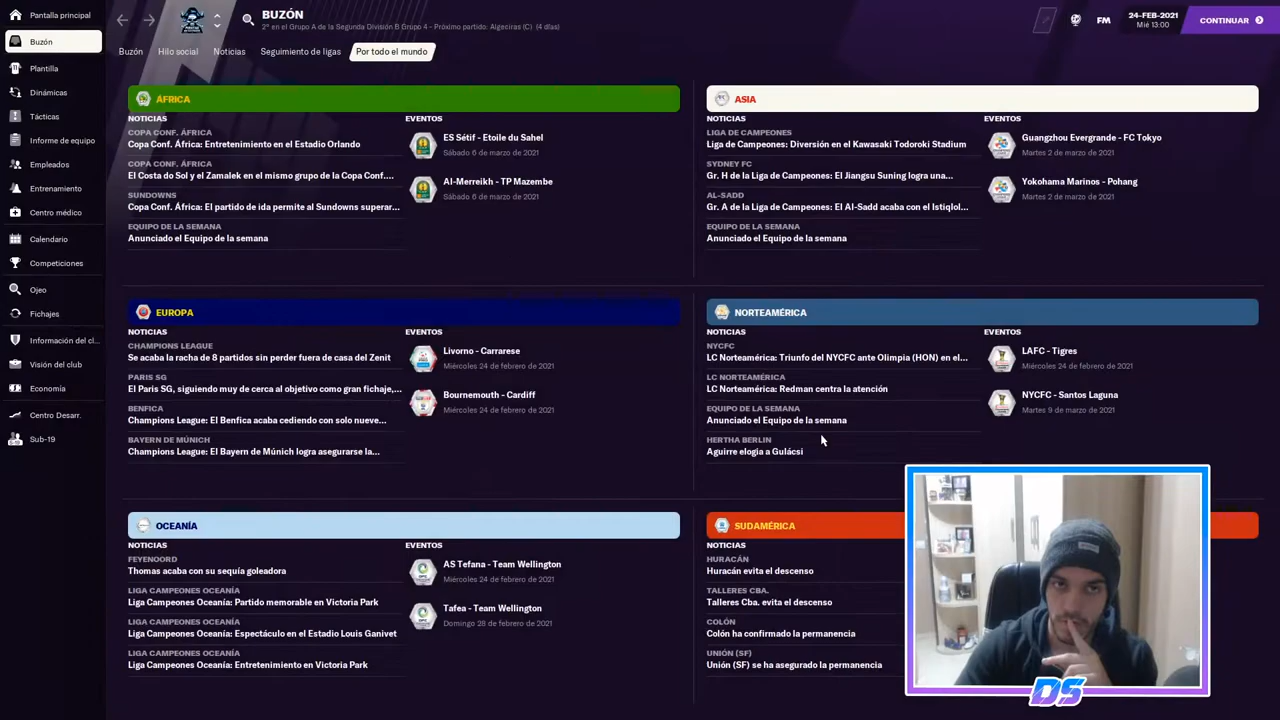 Pantalla principal
Buzón
Plantilla
Dinámicas
Tácticas
Informe de equipo
Empleados
Entrenamiento
Centro médico
Calendario
Competiciones
Ojeo
Fichajes
Información del cl...
Visión del club
Economía
Centro Desarr.
Sub-19
BUZÓN
2º en el Grupo A de la Segunda División B Grupo 4 - Próximo partido: Algeciras (C) (4 días)
FM
24-FEB-2021
Mié 13:00
CONTINUAR
Buzón
Hilo social
Noticias
Seguimiento de ligas
Por todo el mundo
ÁFRICA
NOTICIAS
COPA CONF. ÁFRICA
Copa Conf. África: Entretenimiento en el Estadio Orlando
COPA CONF. ÁFRICA
El Costa do Sol y el Zamalek en el mismo grupo de la Copa Conf....
SUNDOWNS
Copa Conf. África: El partido de ida permite al Sundowns superar...
EQUIPO DE LA SEMANA
Anunciado el Equipo de la semana
EVENTOS
ES Sétif - Etoile du Sahel
Sábado 6 de marzo de 2021
Al-Merreikh - TP Mazembe
Sábado 6 de marzo de 2021
ASIA
NOTICIAS
LIGA DE CAMPEONES
Liga de Campeones: Diversión en el Kawasaki Todoroki Stadium
SYDNEY FC
Gr. H de la Liga de Campeones: El Jiangsu Suning logra una...
AL-SADD
Gr. A de la Liga de Campeones: El Al-Sadd acaba con el Istiqlol...
EQUIPO DE LA SEMANA
Anunciado el Equipo de la semana
EVENTOS
Guangzhou Evergrande - FC Tokyo
Martes 2 de marzo de 2021
Yokohama Marinos - Pohang
Martes 2 de marzo de 2021
EUROPA
NOTICIAS
CHAMPIONS LEAGUE
Se acaba la racha de 8 partidos sin perder fuera de casa del Zenit
PARIS SG
El Paris SG, siguiendo muy de cerca al objetivo como gran fichaje,...
BENFICA
Champions League: El Benfica acaba cediendo con solo nueve...
BAYERN DE MÚNICH
Champions League: El Bayern de Múnich logra asegurarse la...
EVENTOS
Livorno - Carrarese
Miércoles 24 de febrero de 2021
Bournemouth - Cardiff
Miércoles 24 de febrero de 2021
NORTEAMÉRICA
NOTICIAS
NYCFC
LC Norteamérica: Triunfo del NYCFC ante Olimpia (HON) en el...
LC NORTEAMÉRICA
LC Norteamérica: Redman centra la atención
EQUIPO DE LA SEMANA
Anunciado el Equipo de la semana
HERTHA BERLIN
Aguirre elogia a Gulácsi
EVENTOS
LAFC - Tigres
Miércoles 24 de febrero de 2021
NYCFC - Santos Laguna
Martes 9 de marzo de 2021
OCEANÍA
NOTICIAS
FEYENOORD
Thomas acaba con su sequía goleadora
LIGA CAMPEONES OCEANÍA
Liga Campeones Oceanía: Partido memorable en Victoria Park
LIGA CAMPEONES OCEANÍA
Liga Campeones Oceanía: Espectáculo en el Estadio Louis Ganivet
LIGA CAMPEONES OCEANÍA
Liga Campeones Oceanía: Entretenimiento en Victoria Park
EVENTOS
AS Tefana - Team Wellington
Miércoles 24 de febrero de 2021
Tafea - Team Wellington
Domingo 28 de febrero de 2021
SUDAMÉRICA
NOTICIAS
HURACÁN
Huracán evita el descenso
TALLERES CBA.
Talleres Cba. evita el descenso
COLÓN
Colón ha confirmado la permanencia
UNIÓN (SF)
Unión (SF) se ha asegurado la permanencia
DS